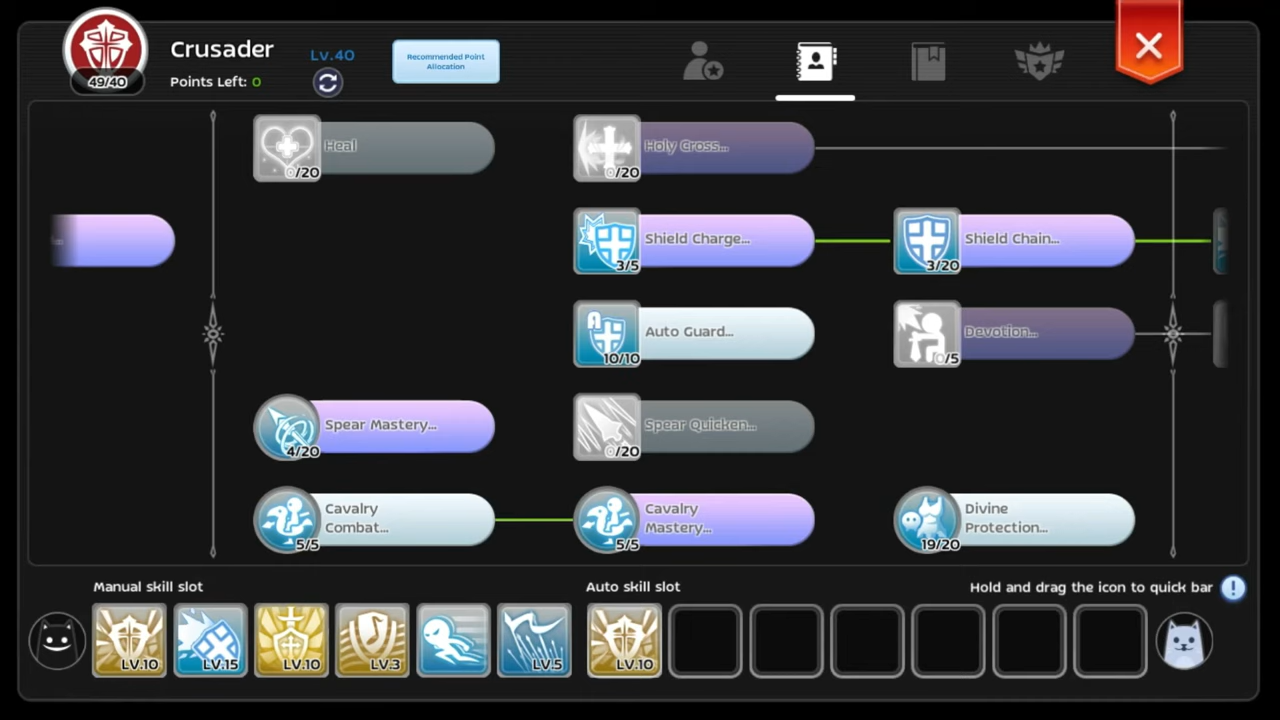 Crusader
Lv.40
Recommended Point
Allocation
49/40
Points Left: 0
Heal
0/20
Holy Cross...
0/20
Shield Charge...
3/5
Shield Chain...
3/20
Auto Guard...
10/10
Devotion...
0/5
Spear Mastery...
4/20
Spear Quicken...
0/20
Cavalry
Combat...
5/5
Cavalry
Mastery...
5/5
Divine
Protection...
19/20
Manual skill slot
Auto skill slot
Hold and drag the icon to quick bar
LV.10
LV.15
LV.10
LV.3
LV.5
LV.10